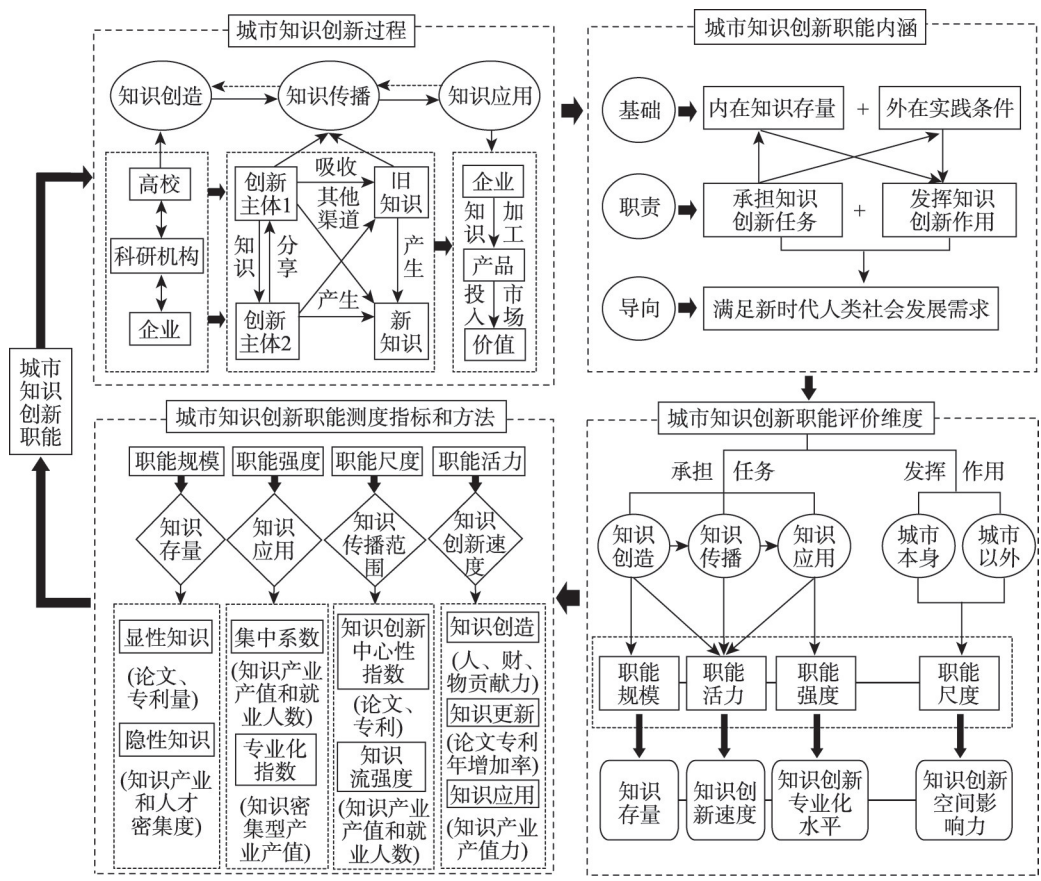 城市知识创新过程
知识创造
知识传播
知识应用
高校
科研机构
企业
创新
主体1
吸收
其他
渠道
旧
知识
知识
分享
产生
产生
创新
主体2
新
知识
企业
知识
加工
产品
投入
市场
价值
城市知识创新职能内涵
基础
内在知识存量
+
外在实践条件
职责
承担知识
创新任务
+
发挥知识
创新作用
导向
满足新时代人类社会发展需求
城市
知识
创新
职能
城市知识创新职能测度指标和方法
职能规模
职能强度
职能尺度
职能活力
知识
存量
知识
应用
知识
传播范
围
知识
创新速
度
显性知识
(论文、
专利量)
隐性知识
(知识产业
和人才
密集度)
集中系数
(知识产业
产值和就
业人数)
专业化
指数
(知识密
集型产
业产值)
知识创新
中心性
指数
(论文、
专利)
知识
流强度
(知识产业
产值和就
业人数)
知识创造
(人、财、
物贡献力)
知识更新
(论文专利
年增加率)
知识应用
(知识产业
产值力)
城市知识创新职能评价维度
承担
任务
发挥
作用
知识
创造
知识
传播
知识
应用
城市
本身
城市
以外
职能
规模
职能
活力
职能
强度
职能
尺度
知识
存量
知识创
新速度
知识创新
专业化
水平
知识创新
空间影
响力